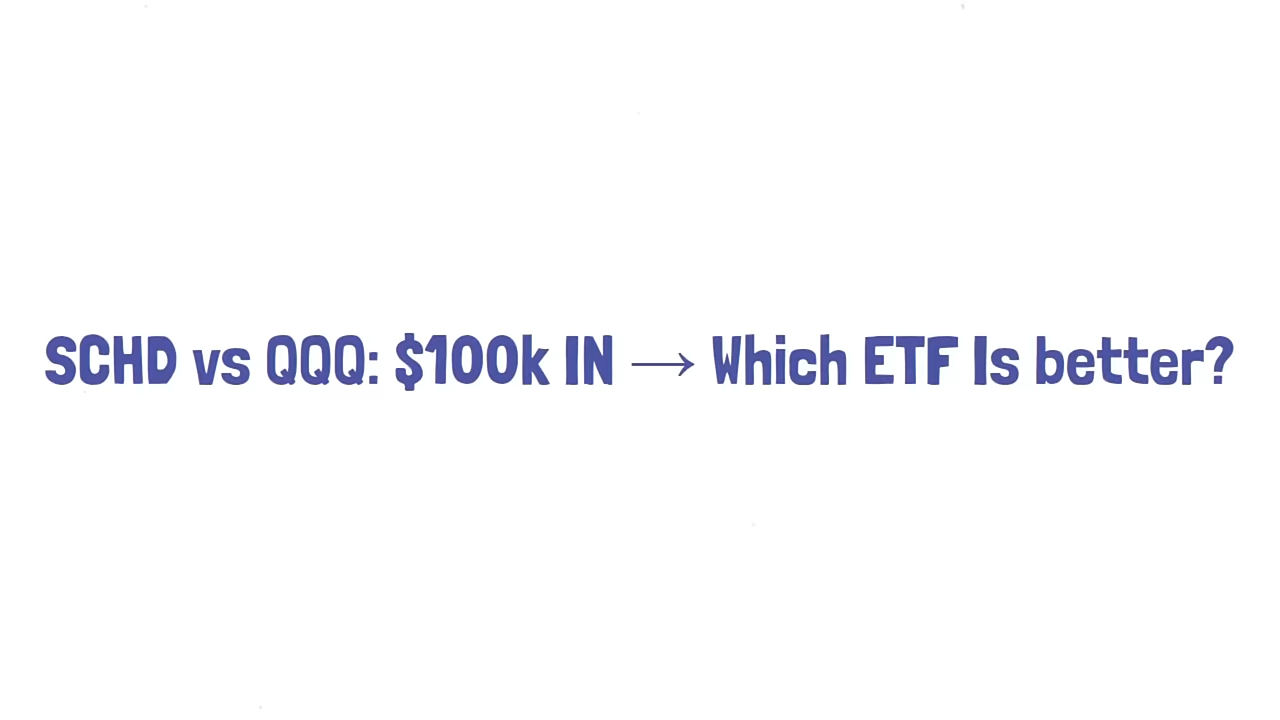 SCHD vs QQQ: $100k IN → Which ETF Is better?